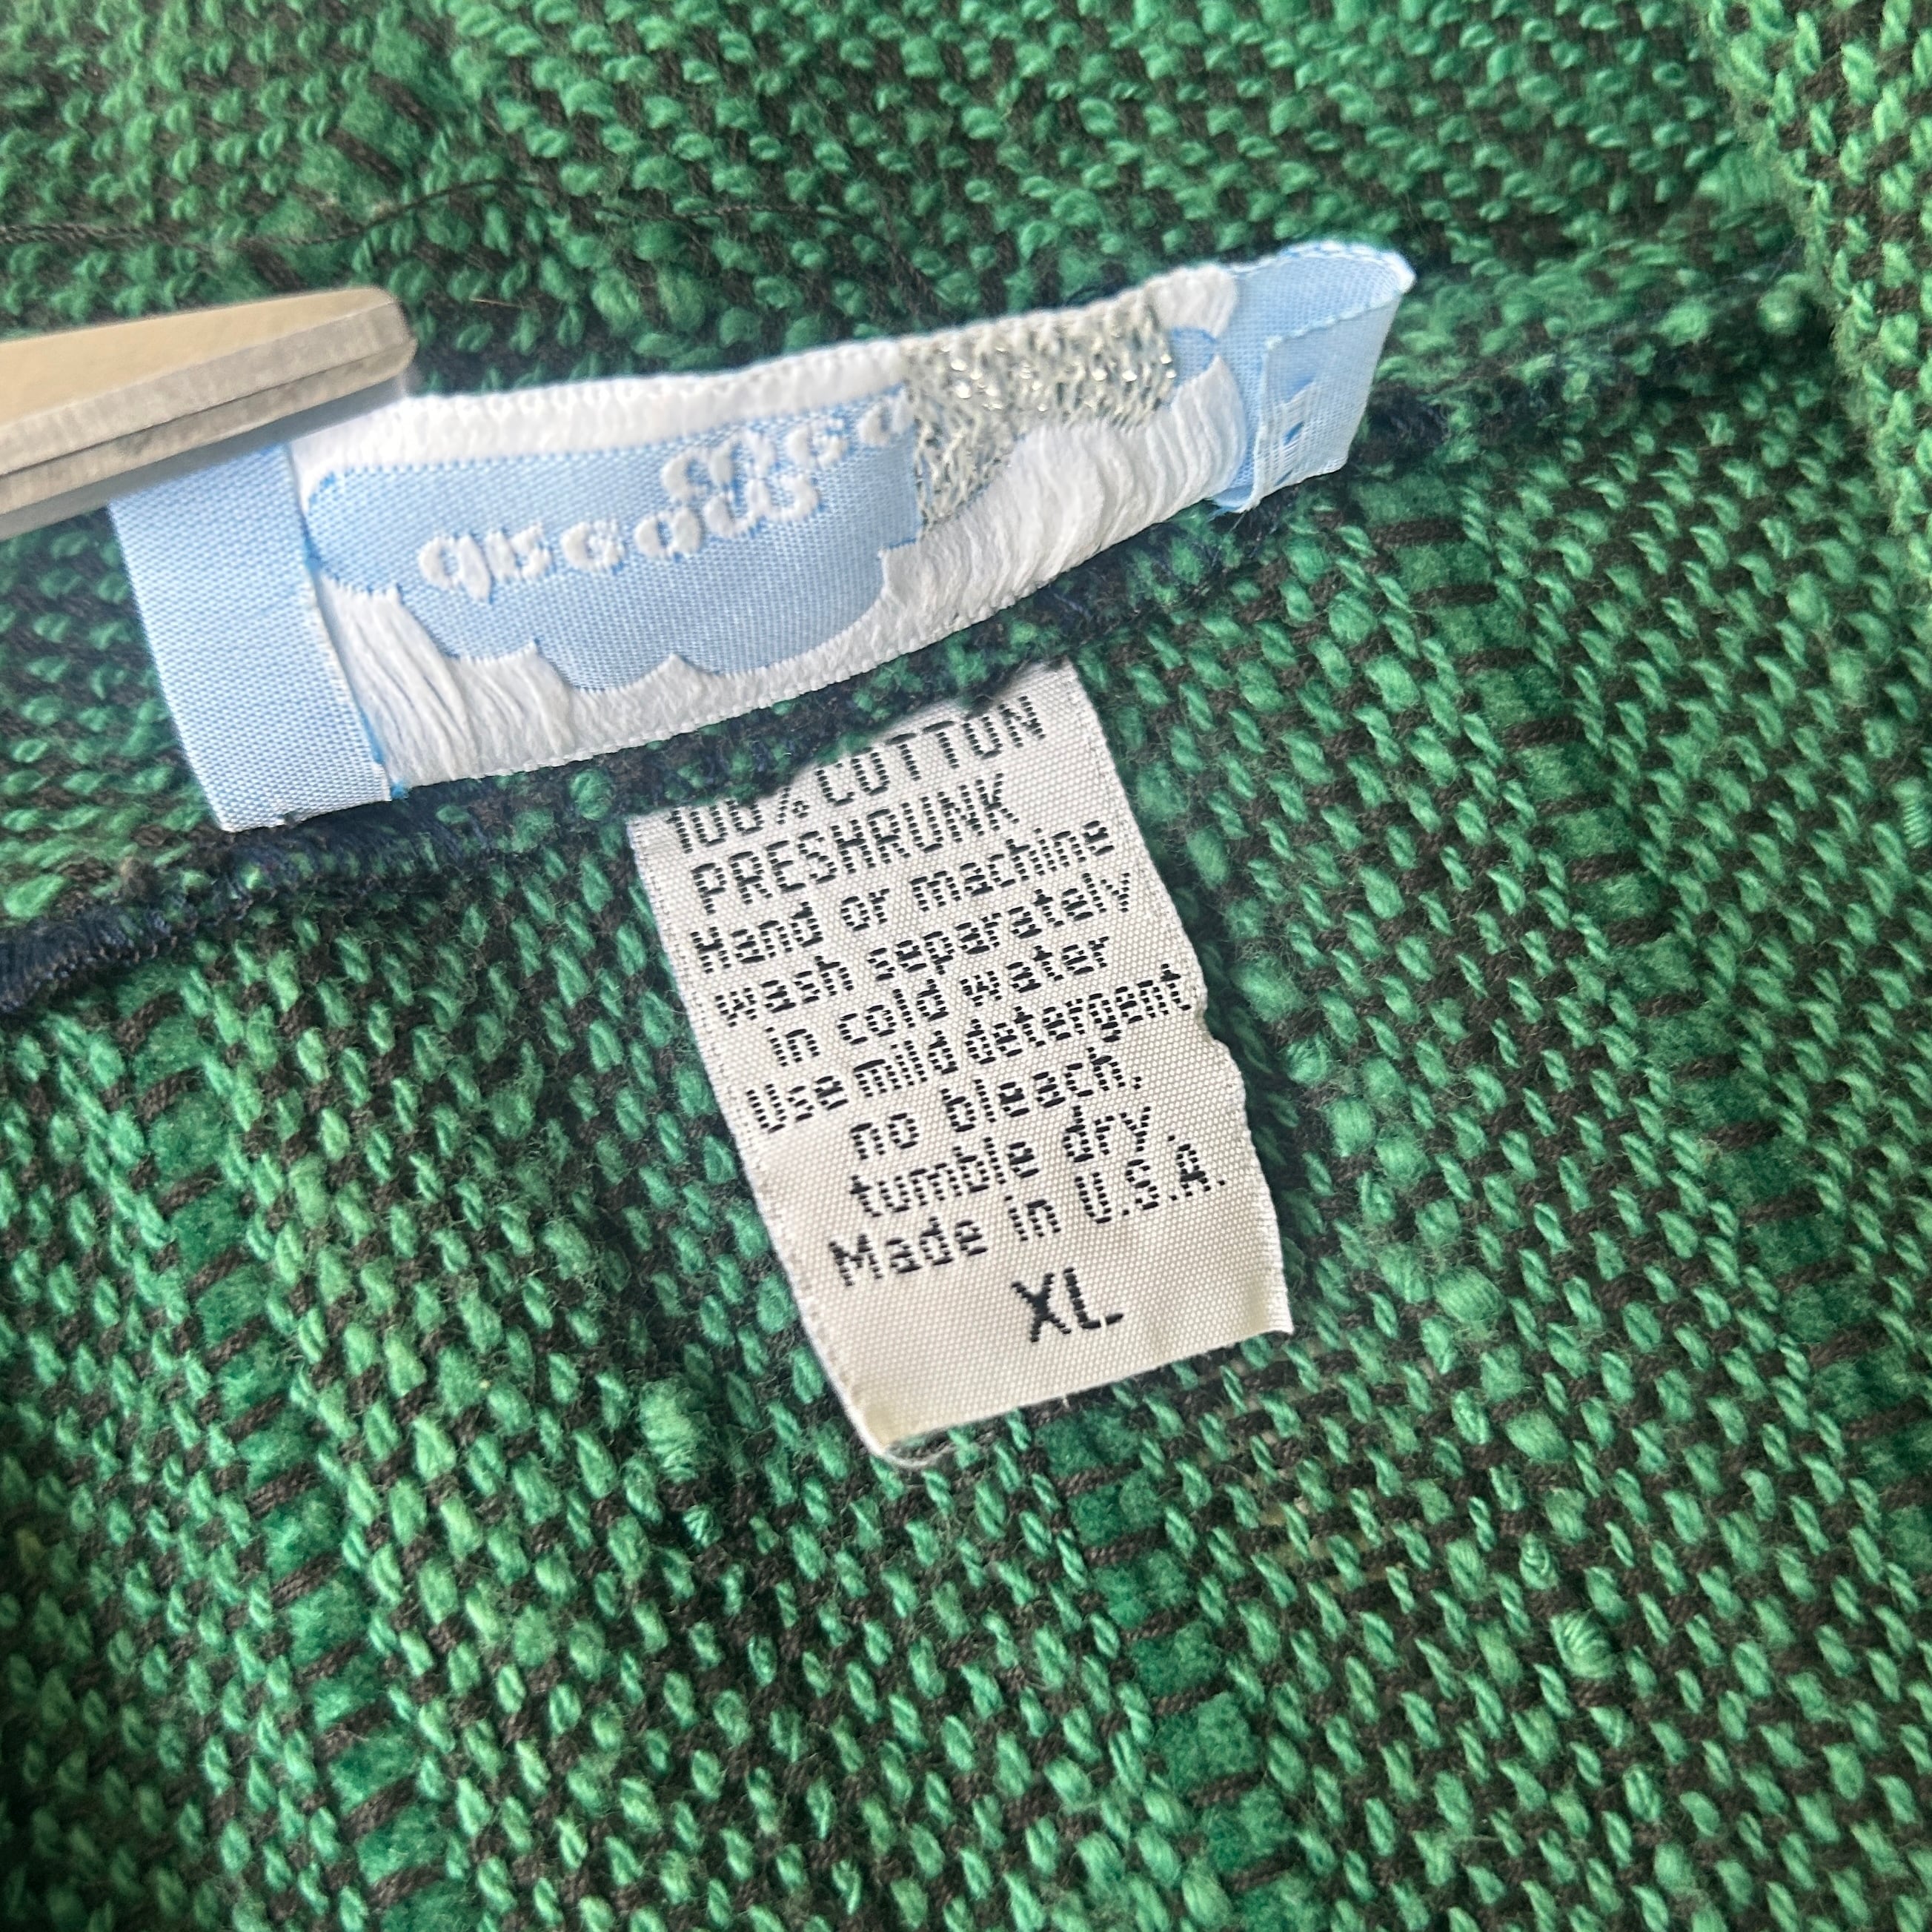 100% COTTON
PRESHRUNK
Hand or machine
wash separately
in cold water
Use mild detergent
no bleach,
tumble dry.
Made in U.S.A.
XL